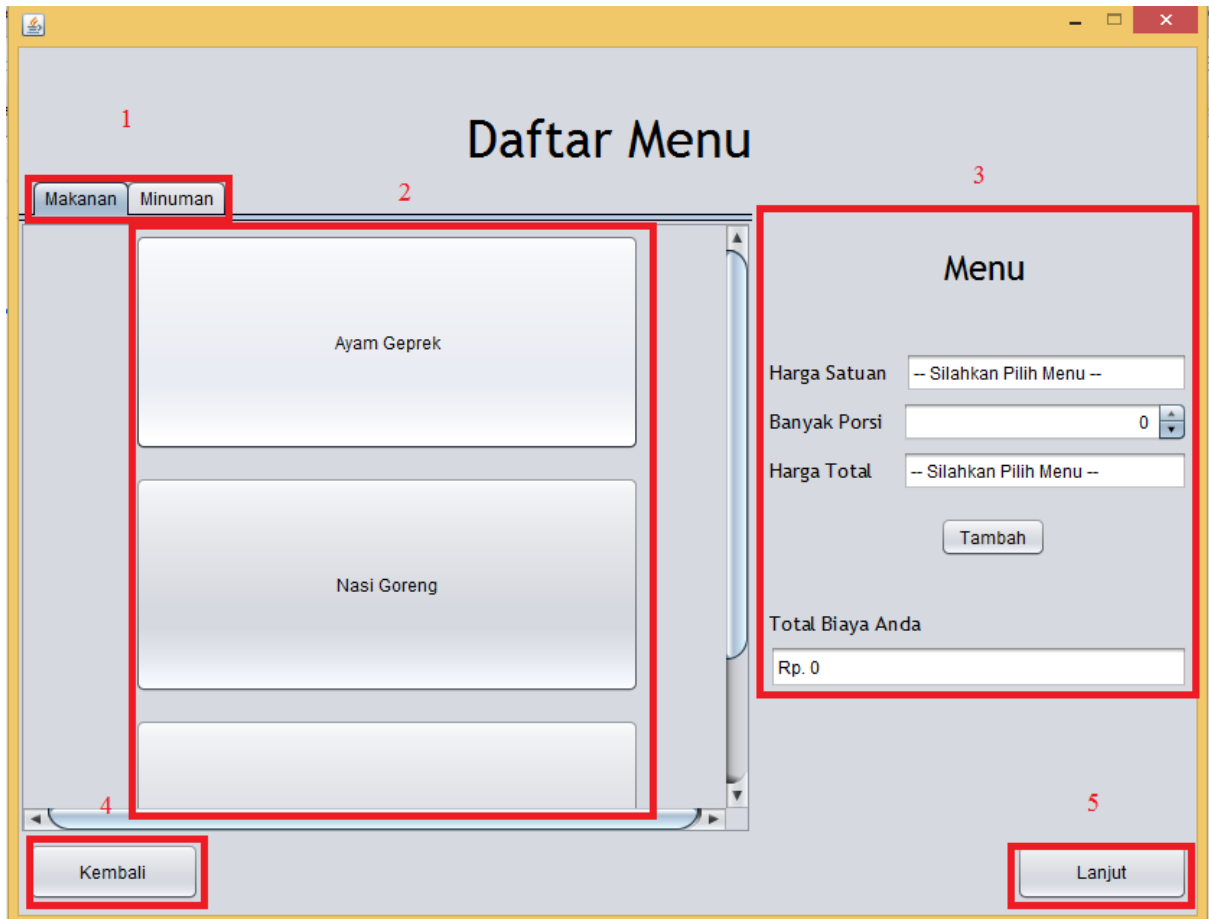 1
Daftar Menu
Makanan Minuman
2
3
Ayam Geprek
Nasi Goreng
Menu
Harga Satuan -- Silahkan Pilih Menu --
Banyak Porsi 0
Harga Total -- Silahkan Pilih Menu --
Tambah
Total Biaya Anda
Rp. 0
4
5
Kembali
Lanjut